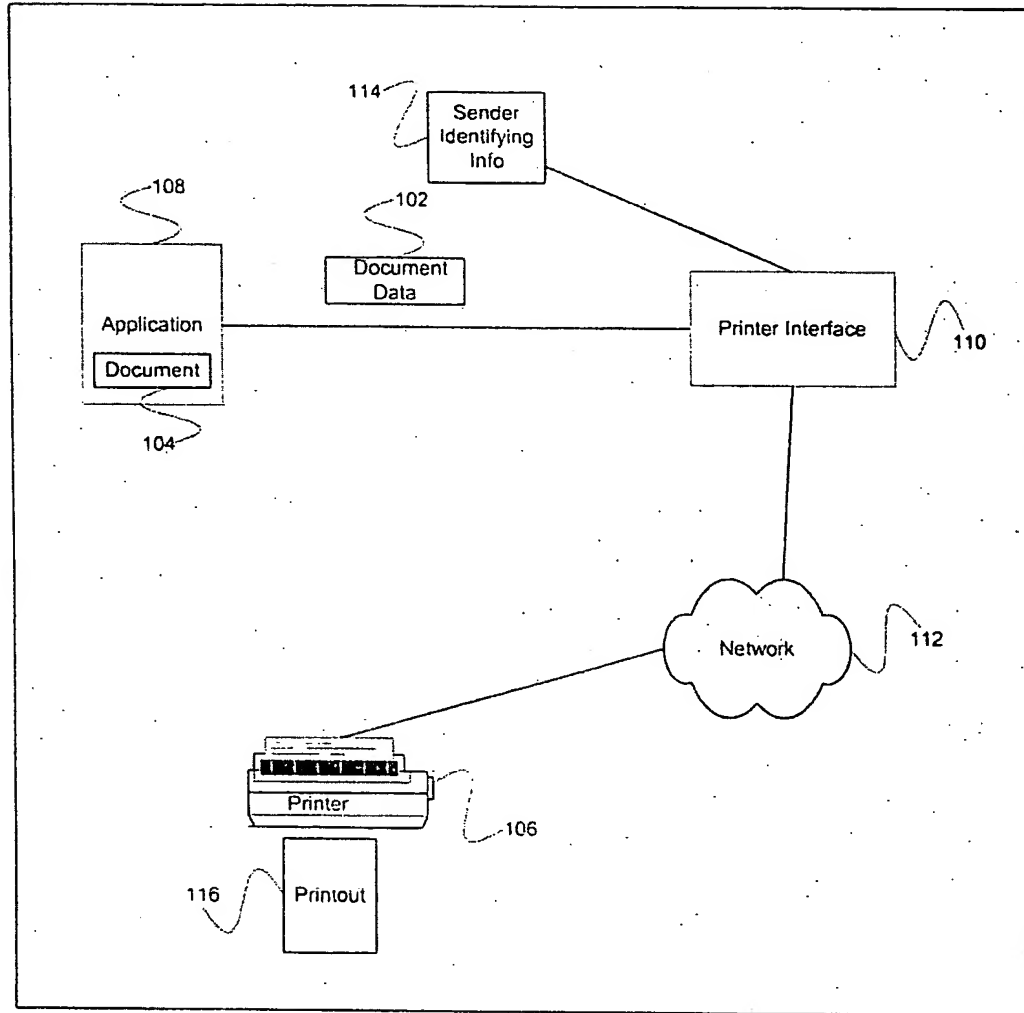 114
Sender
Identifying
Info
108
102
Document
Data
Application
Document
104
Printer Interface
110
Network
112
Printer
106
116
Printout